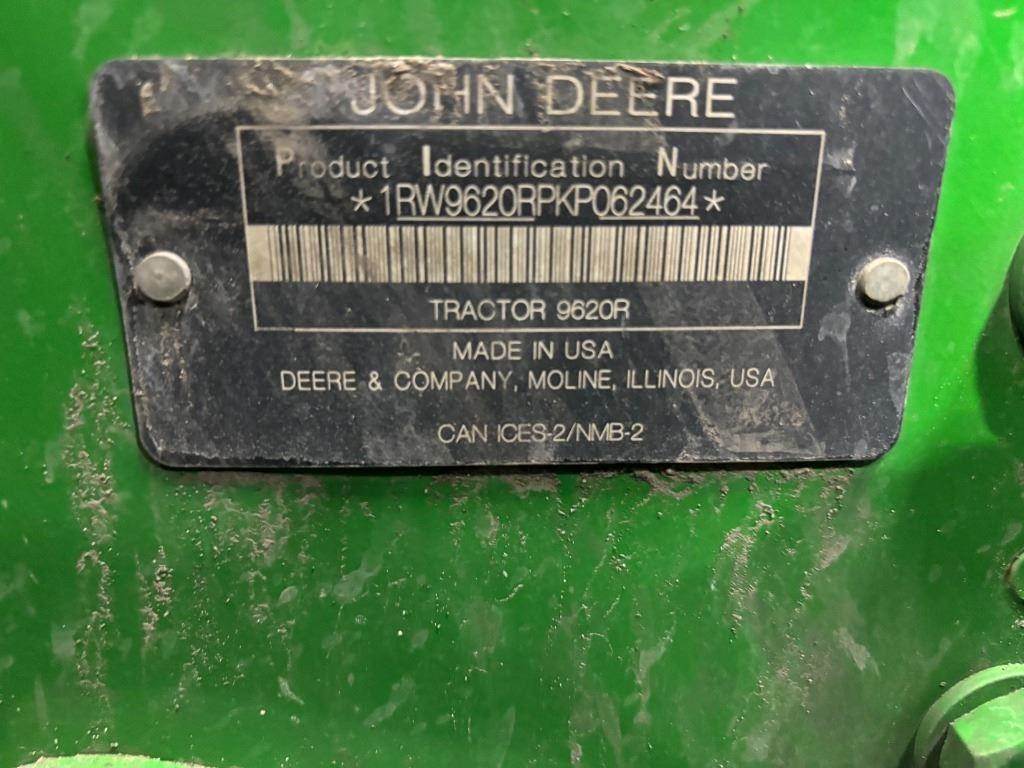 JOHN DEERE
Product Identification Number
*1RW9620RPKP062464*
TRACTOR 9620R
MADE IN USA
DEERE & COMPANY, MOLINE, ILLINOIS, USA
CAN ICES-2/NMB-2